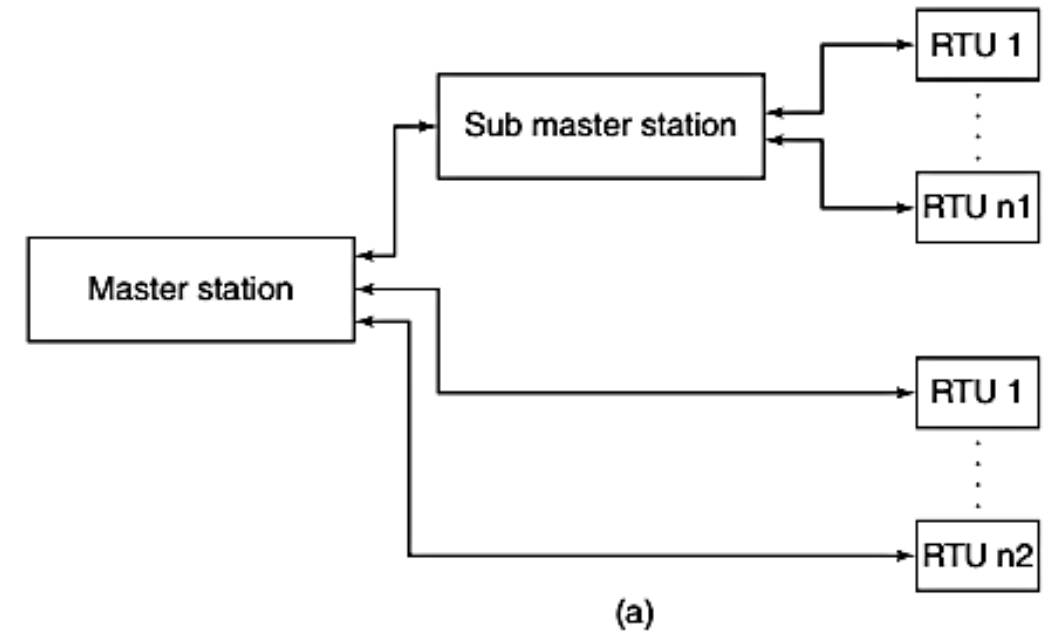 RTU 1
Sub master station
RTU n1
Master station
RTU 1
RTU n2
(a)